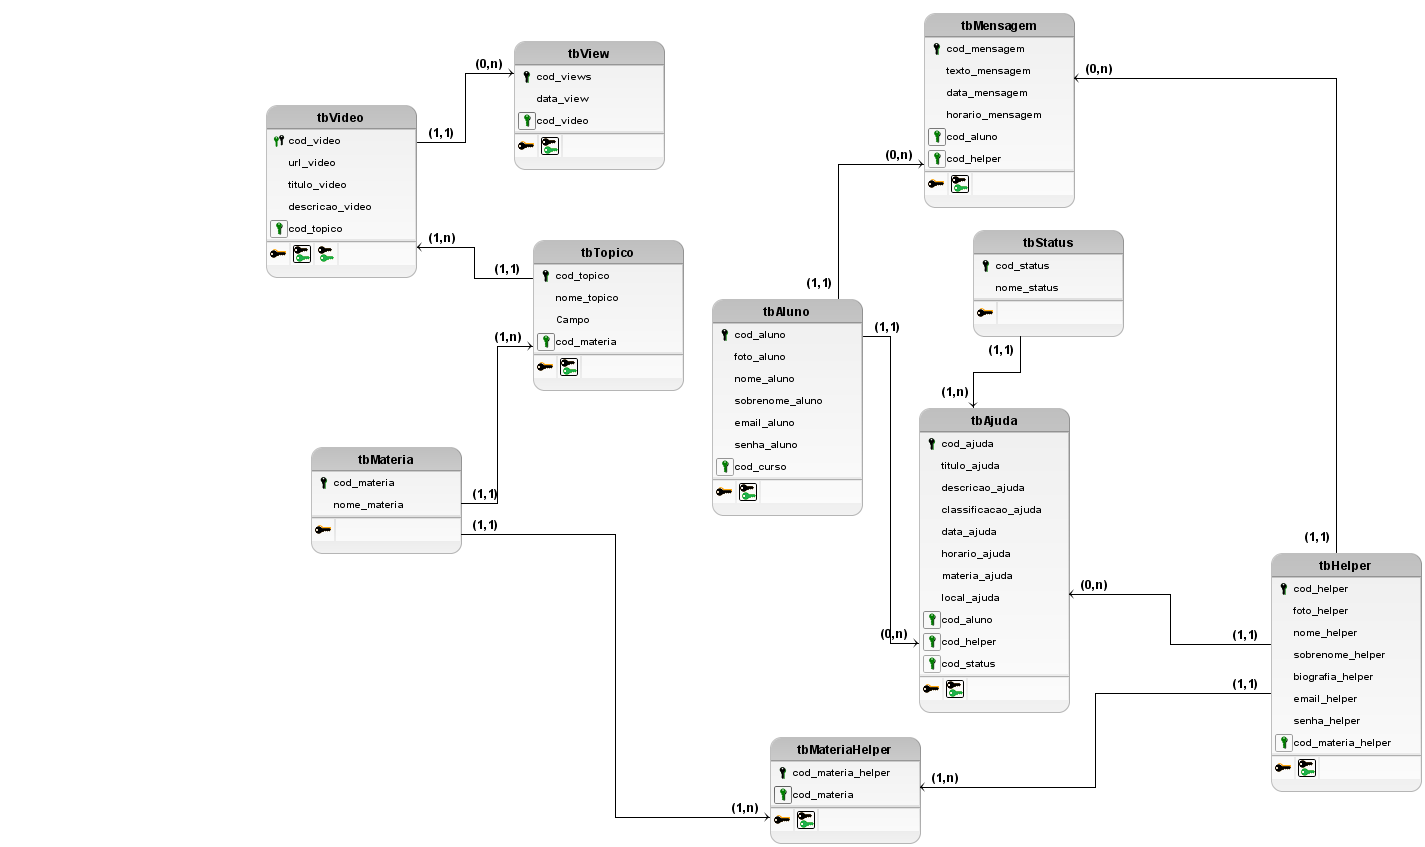 tbView
cod_views
data_view
cod_video
(0,n)
(1,1)
tbVideo
cod_video
url_video
titulo_video
descricao_video
cod_topico
(1,n)
(1,1)
tbTopico
cod_topico
nome_topico
Campo
cod_materia
(1,n)
(1,1)
tbMateria
cod_materia
nome_materia
(1,1)
(1,n)
tbMensagem
cod_mensagem
texto_mensagem
data_mensagem
horario_mensagem
cod_aluno
cod_helper
(0,n)
(0,n)
(1,1)
tbStatus
cod_status
nome_status
(1,1)
(1,n)
tbAluno
cod_aluno
foto_aluno
nome_aluno
sobrenome_aluno
email_aluno
senha_aluno
cod_curso
(1,1)
(0,n)
tbAjuda
cod_ajuda
titulo_ajuda
descricao_ajuda
classificacao_ajuda
data_ajuda
horario_ajuda
materia_ajuda
local_ajuda
cod_aluno
cod_helper
cod_status
(0,n)
(1,1)
(1,1)
(1,1)
tbHelper
cod_helper
foto_helper
nome_helper
sobrenome_helper
biografia_helper
email_helper
senha_helper
cod_materia_helper
(1,n)
tbMateriaHelper
cod_materia_helper
cod_materia